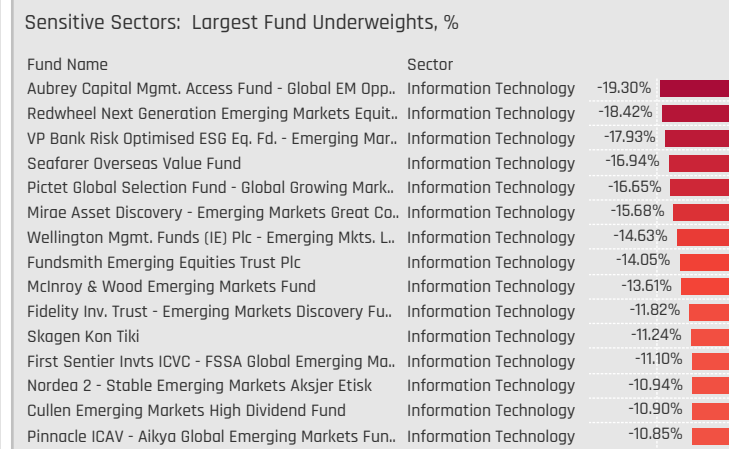 Sensitive Sectors: Largest Fund Underweights, %
Fund Name Sector
Aubrey Capital Mgmt. Access Fund - Global EM Opp.. Information Technology -19.30%
Redwheel Next Generation Emerging Markets Equit.. Information Technology -18.42%
VP Bank Risk Optimised ESG Eq. Fd. - Emerging Mar.. Information Technology -17.93%
Seafarer Overseas Value Fund Information Technology -16.94%
Pictet Global Selection Fund - Global Growing Mark.. Information Technology -16.65%
Mirae Asset Discovery - Emerging Markets Great Co.. Information Technology -15.68%
Wellington Mgmt. Funds (IE) Plc - Emerging Mkts. L.. Information Technology -14.63%
Fundsmith Emerging Equities Trust Plc Information Technology -14.05%
McInroy & Wood Emerging Markets Fund Information Technology -13.61%
Fidelity Inv. Trust - Emerging Markets Discovery Fu.. Information Technology -11.82%
Skagen Kon Tiki Information Technology -11.24%
First Sentier Invts ICVC - FSSA Global Emerging Ma.. Information Technology -11.10%
Nordea 2 - Stable Emerging Markets Aksjer Etisk Information Technology -10.94%
Cullen Emerging Markets High Dividend Fund Information Technology -10.90%
Pinnacle ICAV - Aikya Global Emerging Markets Fun.. Information Technology -10.85%